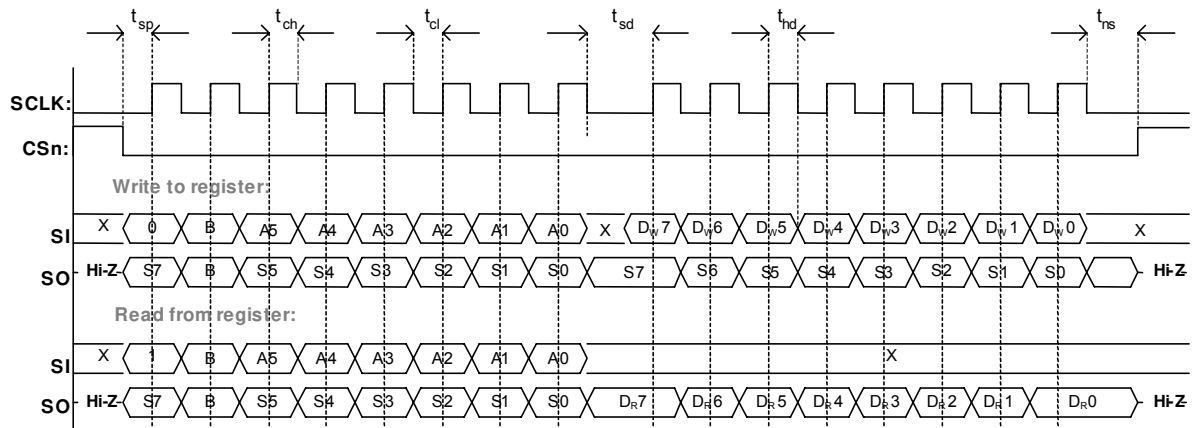 tsp tch tcl tsd thd tns
SCLK:
CSn:
Write to register:
SI X 0 B A5 A4 A3 A2 A1 A0 X DW7 DW6 DW5 DW4 DW3 DW2 DW1 DW0 X
SO Hi-Z S7 B S5 S4 S3 S2 S1 S0 S7 S6 S5 S4 S3 S2 S1 S0 Hi-Z
Read from register:
SI X 1 B A5 A4 A3 A2 A1 A0 X
SO Hi-Z S7 B S5 S4 S3 S2 S1 S0 DR7 DR6 DR5 DR4 DR3 DR2 DR1 DR0 Hi-Z